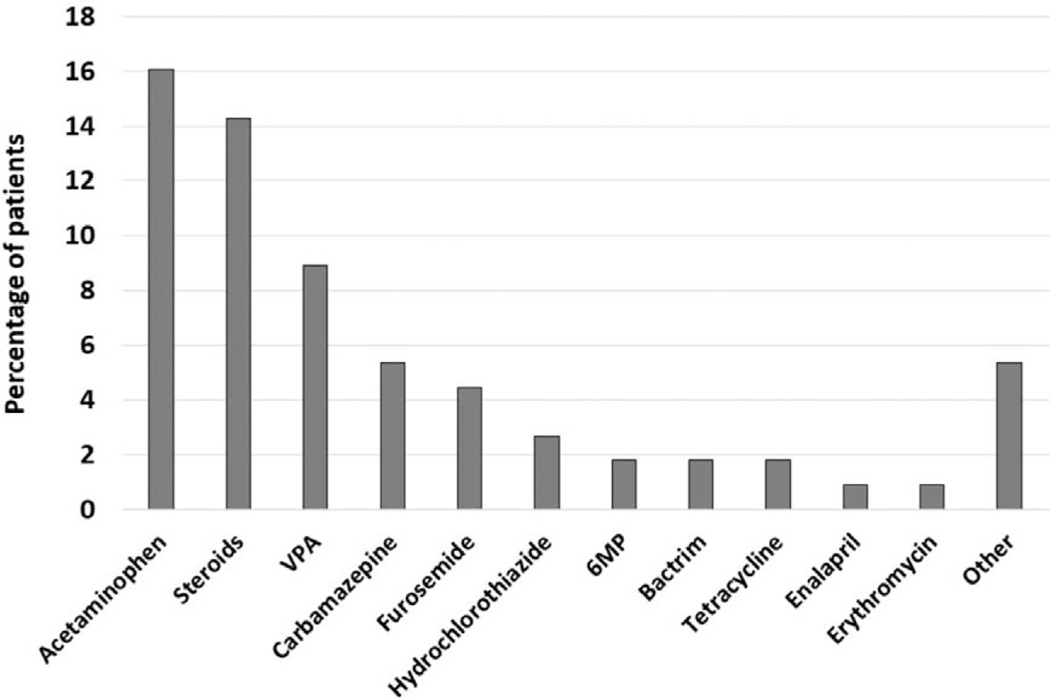 Percentage of patients
18
16
14
12
10
8
6
4
2
0
Acetaminophen
Steroids
VPA
Carbamazepine
Furosemide
Hydrochlorothiazide
6MP
Bactrim
Tetracycline
Enalapril
Erythromycin
Other